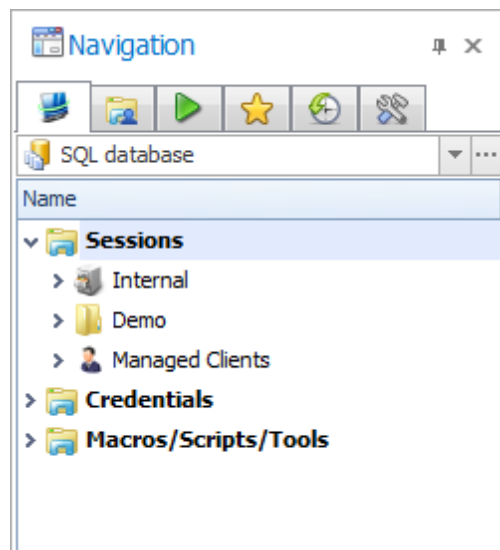 Navigation
SQL database
Name
Sessions
Internal
Demo
Managed Clients
Credentials
Macros/Scripts/Tools